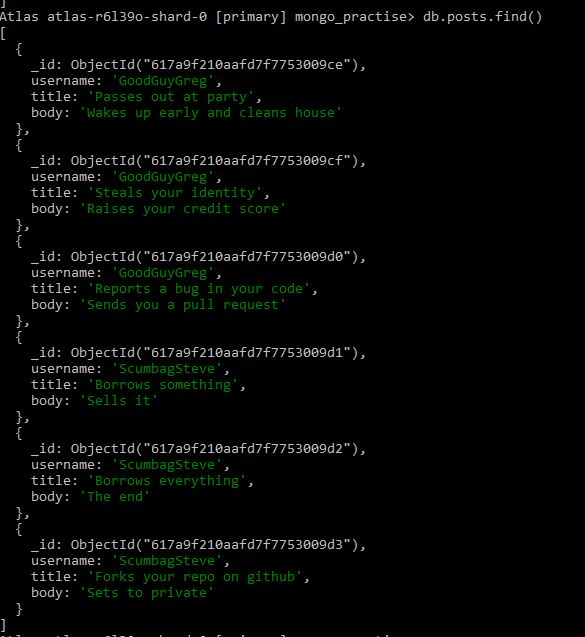 ]
Atlas atlas-r6l39o-shard-0 [primary] mongo_practise> db.posts.find()
[
  {
    _id: ObjectId("617a9f210aafd7f7753009ce"),
    username: 'GoodGuyGreg',
    title: 'Passes out at party',
    body: 'Wakes up early and cleans house'
  },
  {
    _id: ObjectId("617a9f210aafd7f7753009cf"),
    username: 'GoodGuyGreg',
    title: 'Steals your identity',
    body: 'Raises your credit score'
  },
  {
    _id: ObjectId("617a9f210aafd7f7753009d0"),
    username: 'GoodGuyGreg',
    title: 'Reports a bug in your code',
    body: 'Sends you a pull request'
  },
  {
    _id: ObjectId("617a9f210aafd7f7753009d1"),
    username: 'ScumbagSteve',
    title: 'Borrows something',
    body: 'Sells it'
  },
  {
    _id: ObjectId("617a9f210aafd7f7753009d2"),
    username: 'ScumbagSteve',
    title: 'Borrows everything',
    body: 'The end'
  },
  {
    _id: ObjectId("617a9f210aafd7f7753009d3"),
    username: 'ScumbagSteve',
    title: 'Forks your repo on github',
    body: 'Sets to private'
  }
]